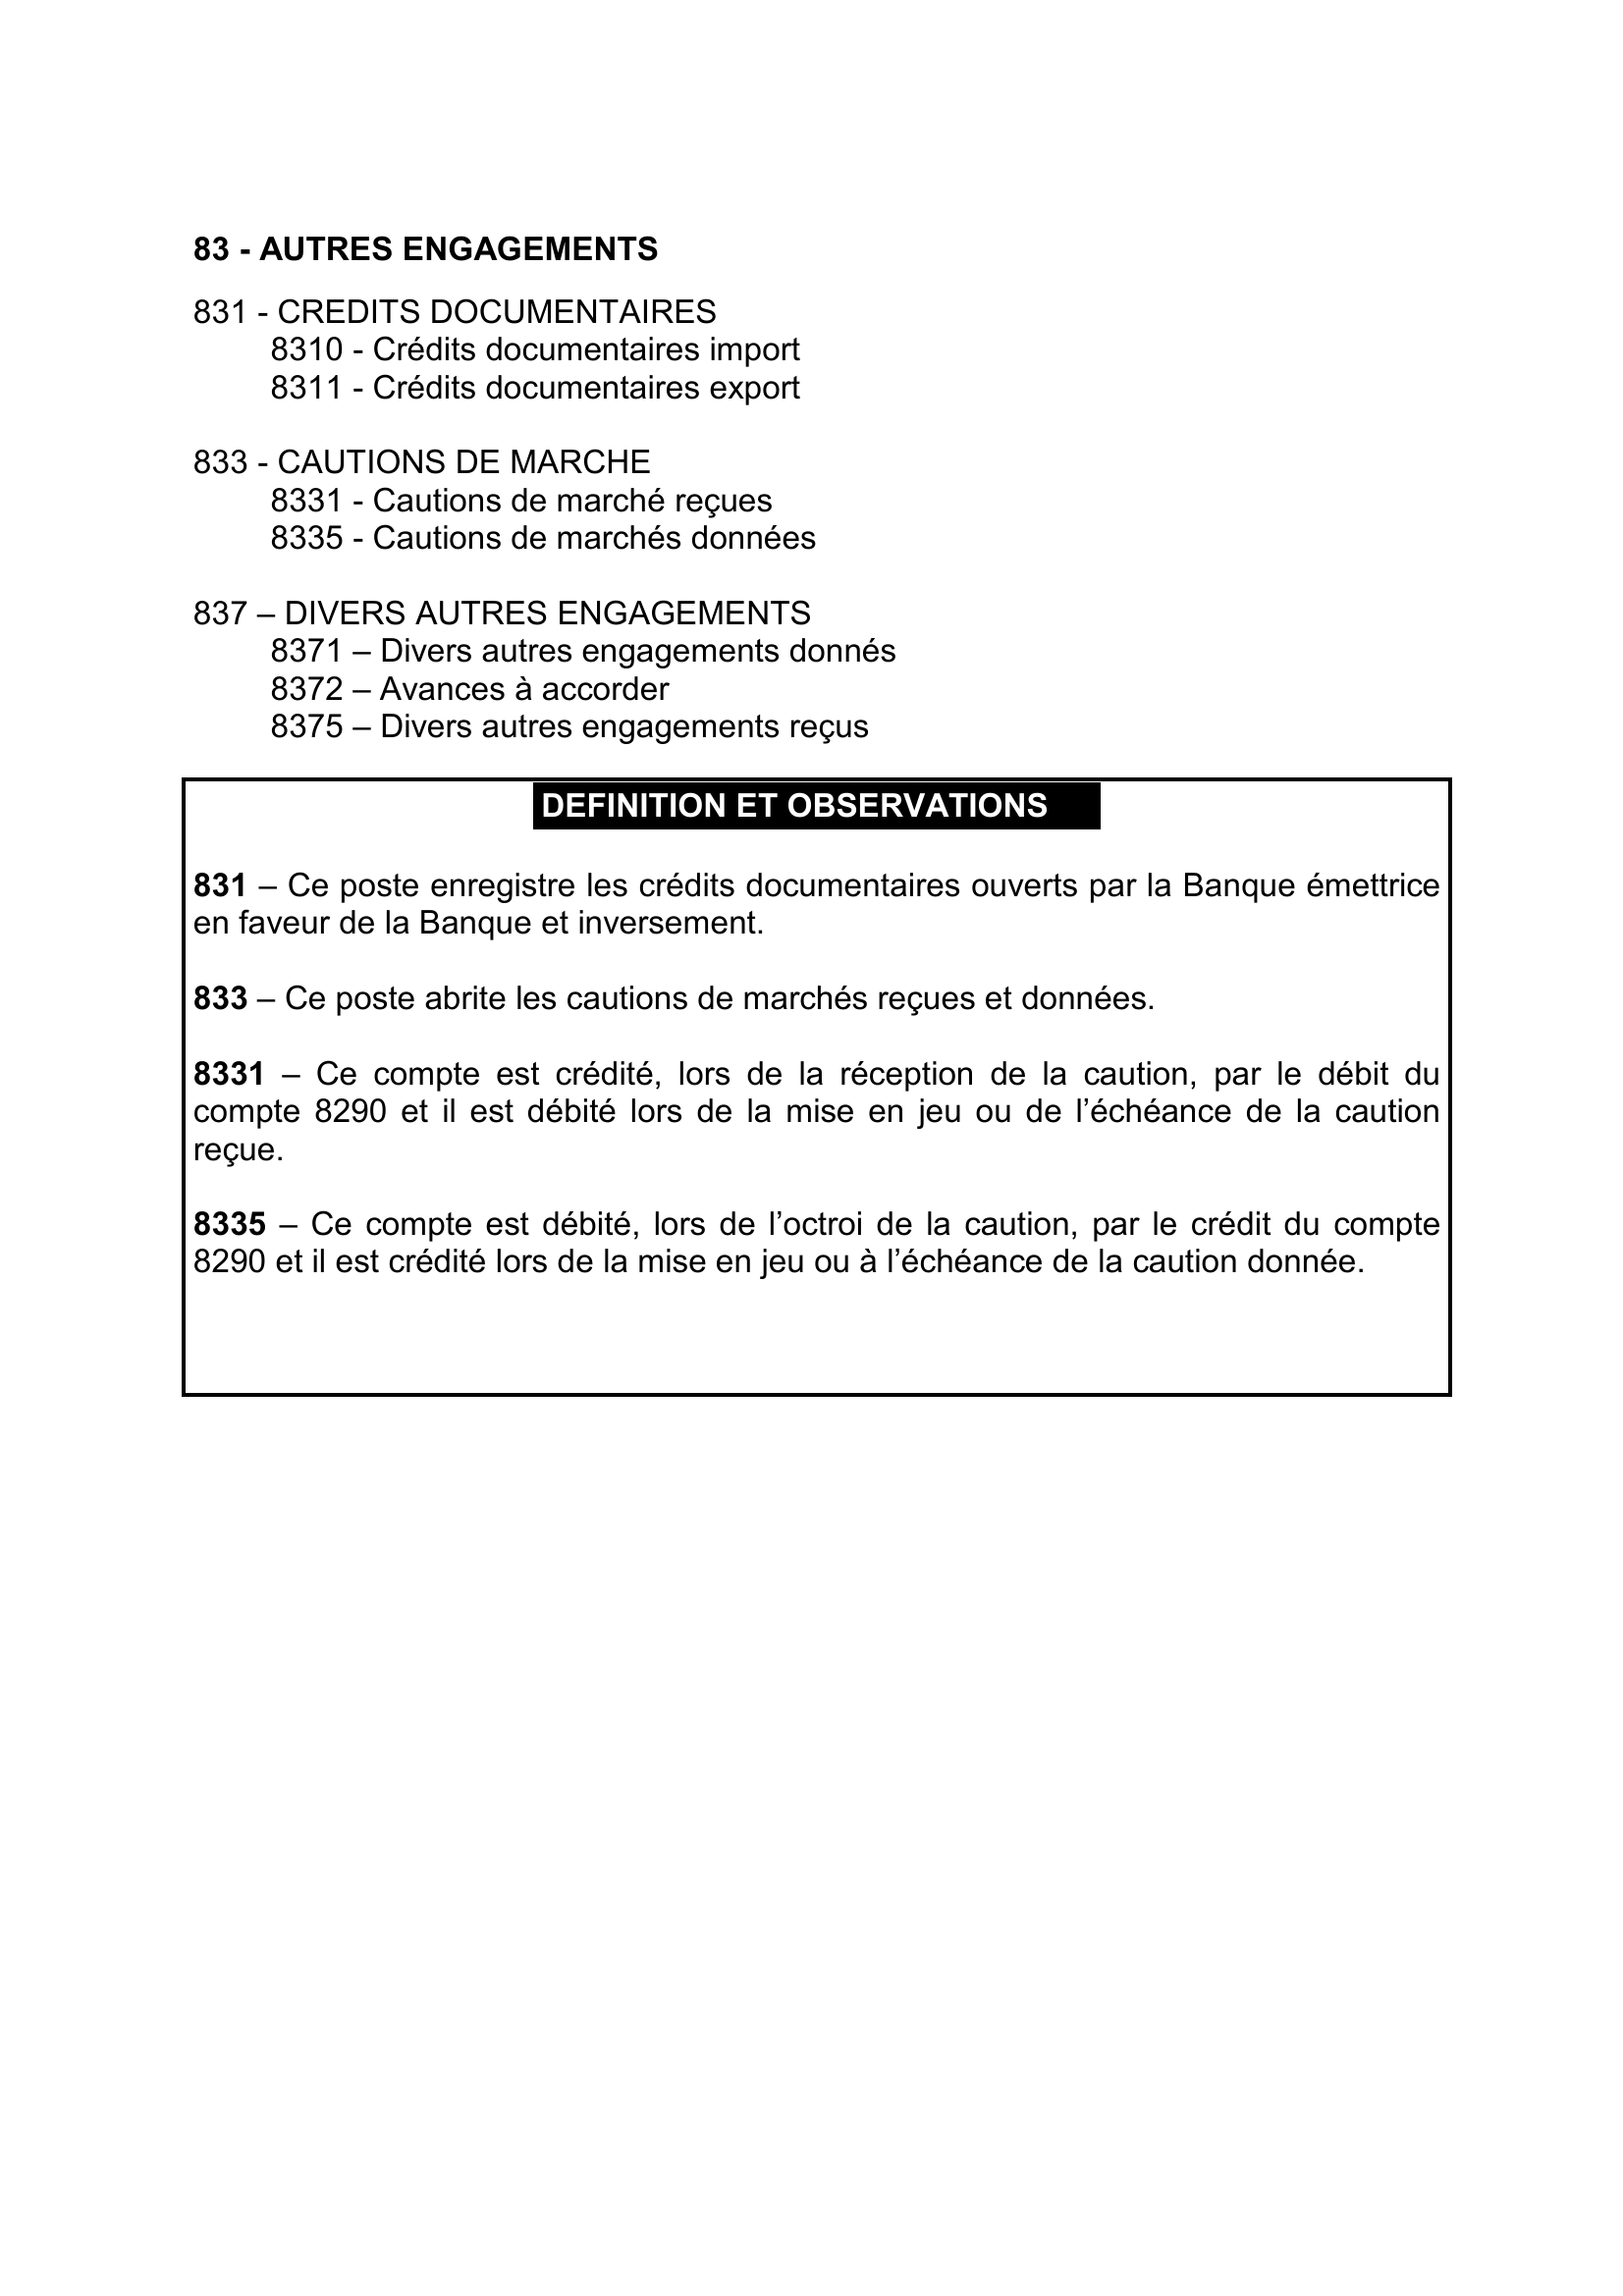 83 - AUTRES ENGAGEMENTS
831 - CREDITS DOCUMENTAIRES
8310 - Crédits documentaires import
8311 - Crédits documentaires export
833 - CAUTIONS DE MARCHE
8331 - Cautions de marché reçues
8335 - Cautions de marchés données
837 – DIVERS AUTRES ENGAGEMENTS
8371 – Divers autres engagements donnés
8372 – Avances à accorder
8375 – Divers autres engagements reçus
DEFINITION ET OBSERVATIONS
831 – Ce poste enregistre les crédits documentaires ouverts par la Banque émettrice
en faveur de la Banque et inversement.
833 – Ce poste abrite les cautions de marchés reçues et données.
8331 – Ce compte est crédité, lors de la réception de la caution, par le débit du
compte 8290 et il est débité lors de la mise en jeu ou de l’échéance de la caution
reçue.
8335 – Ce compte est débité, lors de l’octroi de la caution, par le crédit du compte
8290 et il est crédité lors de la mise en jeu ou à l’échéance de la caution donnée.